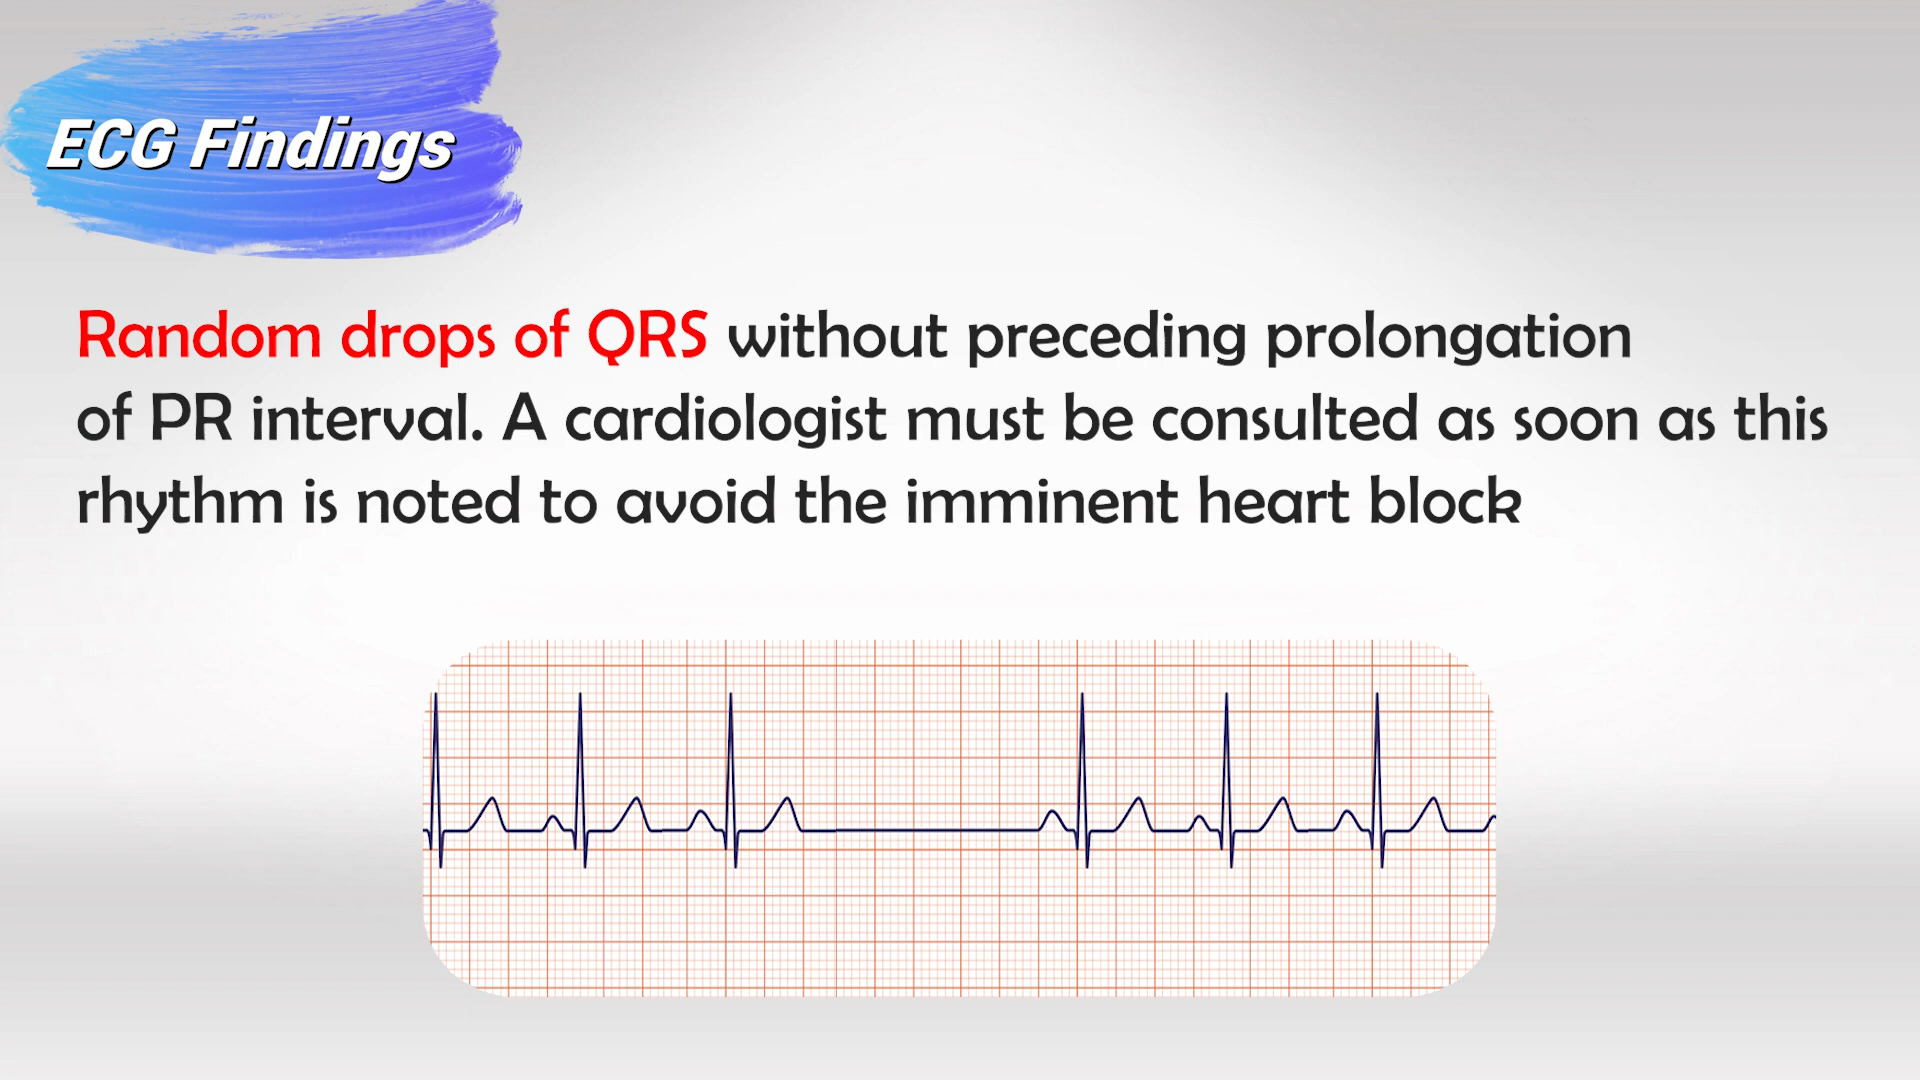 ECG Findings
Random drops of QRS without preceding prolongation
of PR interval. A cardiologist must be consulted as soon as this
rhythm is noted to avoid the imminent heart block